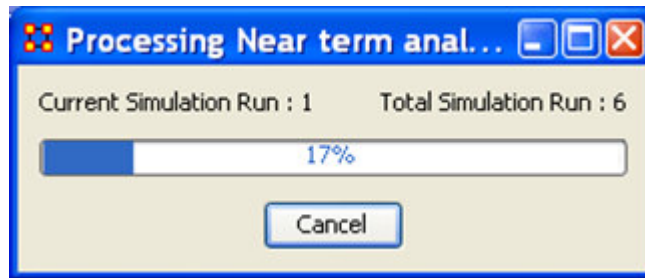 Processing Near term anal...
Current Simulation Run : 1 Total Simulation Run : 6
17%
Cancel